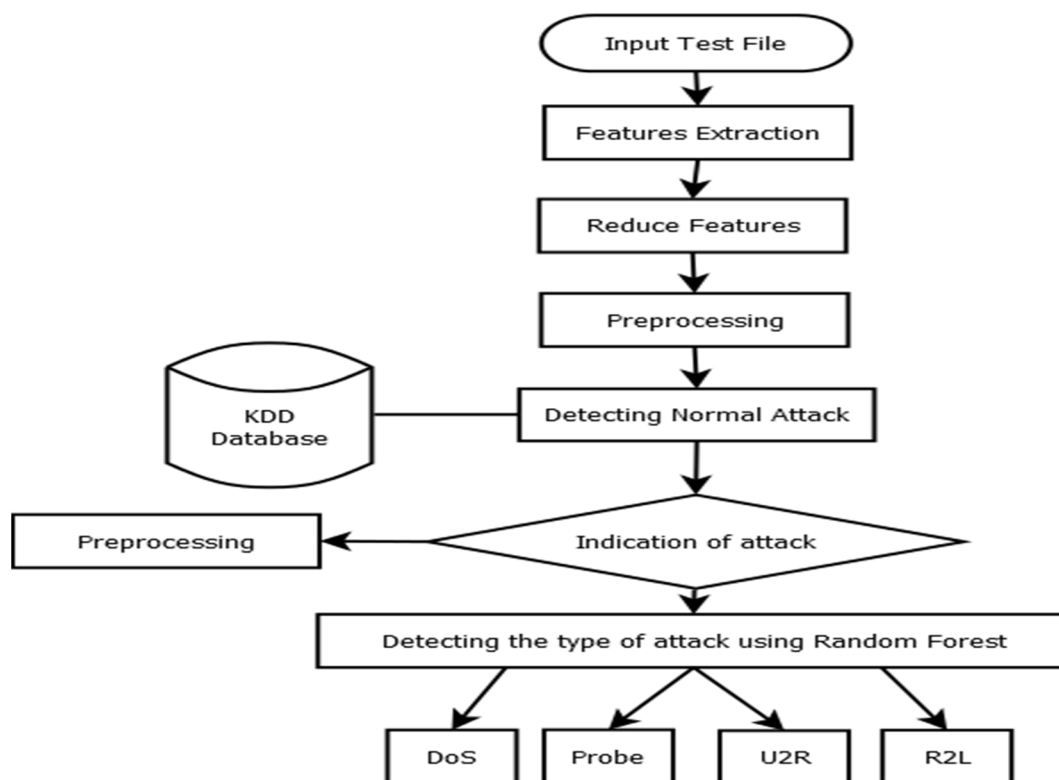 Input Test File
Features Extraction
Reduce Features
Preprocessing
KDD
Database
Detecting Normal Attack
Preprocessing
Indication of attack
Detecting the type of attack using Random Forest
DoS
Probe
U2R
R2L